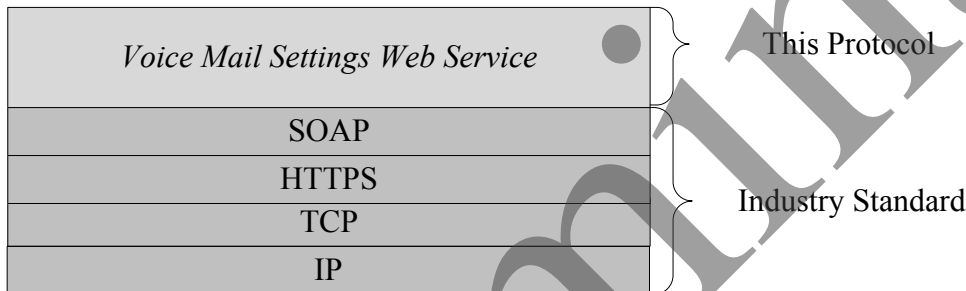 Voice Mail Settings Web Service
This Protocol
SOAP
HTTPS
TCP
IP
Industry Standard